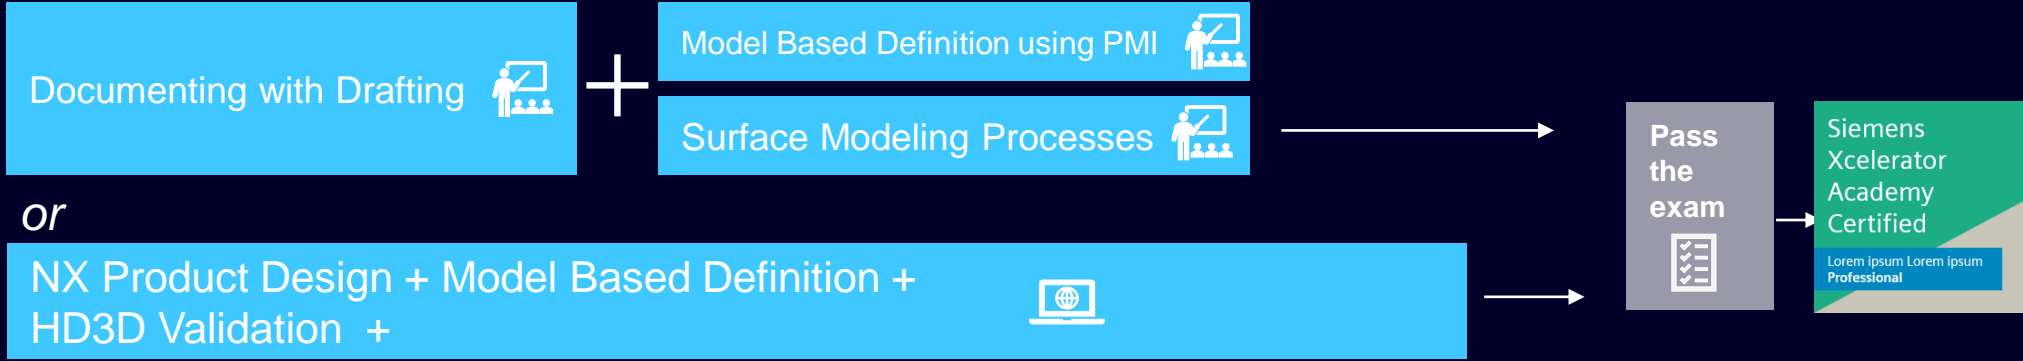 Documenting with Drafting
+
Model Based Definition using PMI
Surface Modeling Processes
or
NX Product Design + Model Based Definition +
HD3D Validation +
Pass
the
exam
Siemens
Xcelerator
Academy
Certified
Lorem ipsum Lorem ipsum
Professional